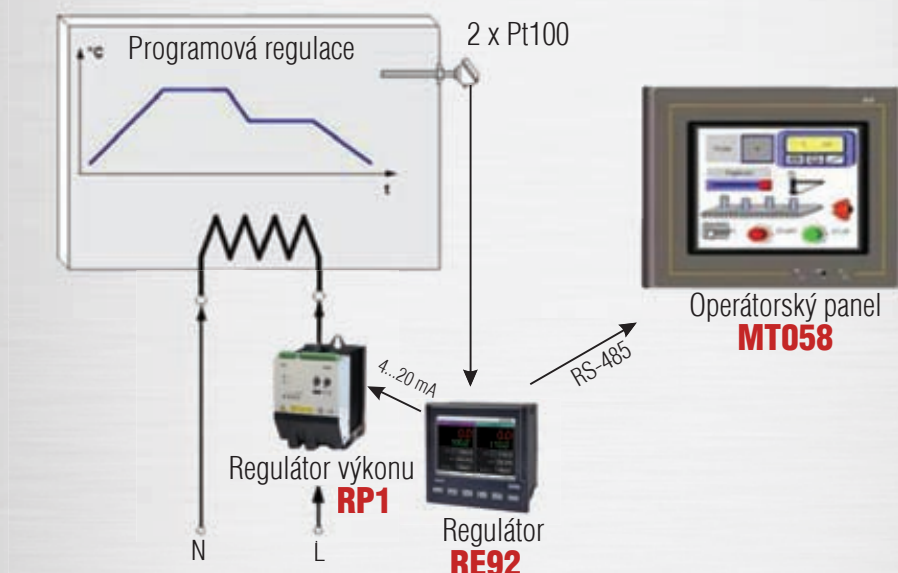 °C
Programová regulace
2 x Pt100
t
Operátorský panel
MT058
RS-485
4...20 mA
Regulátor výkonu
RP1
Regulátor
RE92
N
L